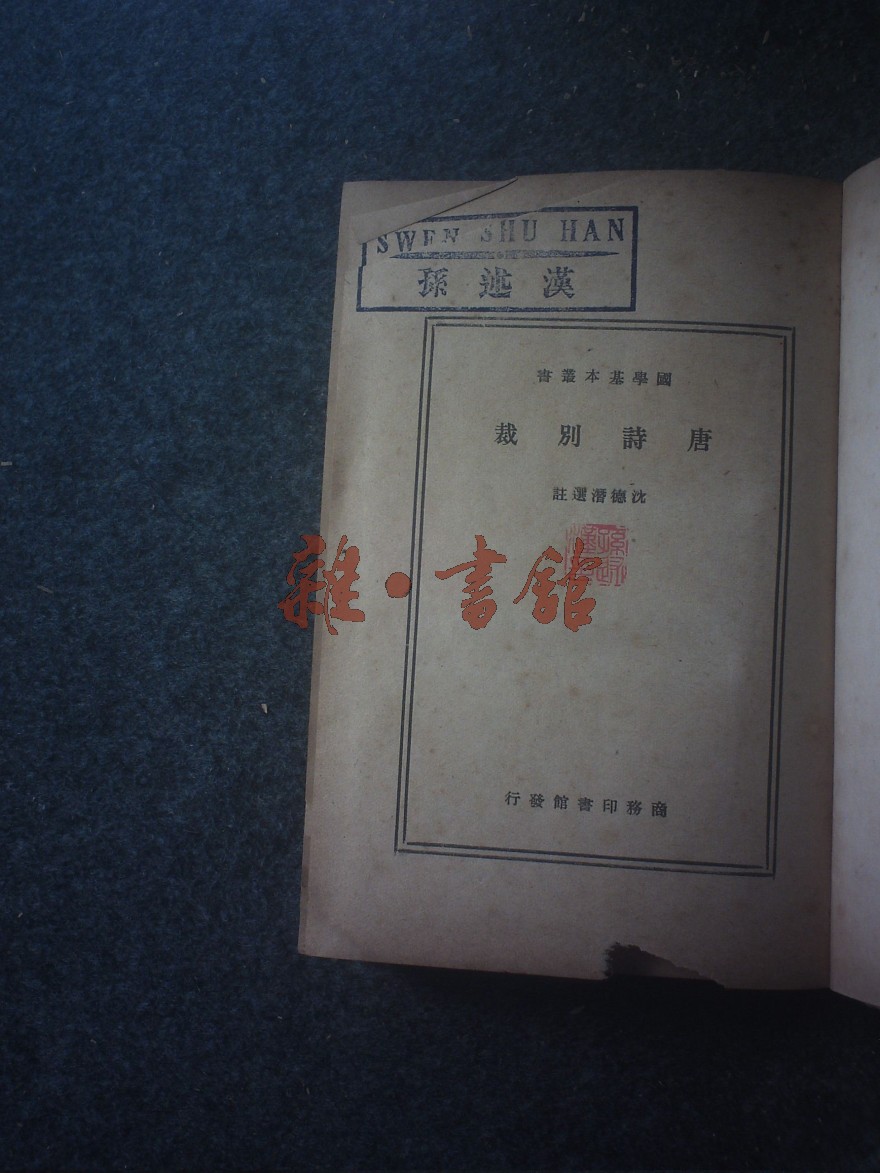 SWEN SHU HAN
孫述漢
國學基本叢書
唐詩別裁
沈德潛選註
雜·書館
商務印書館發行